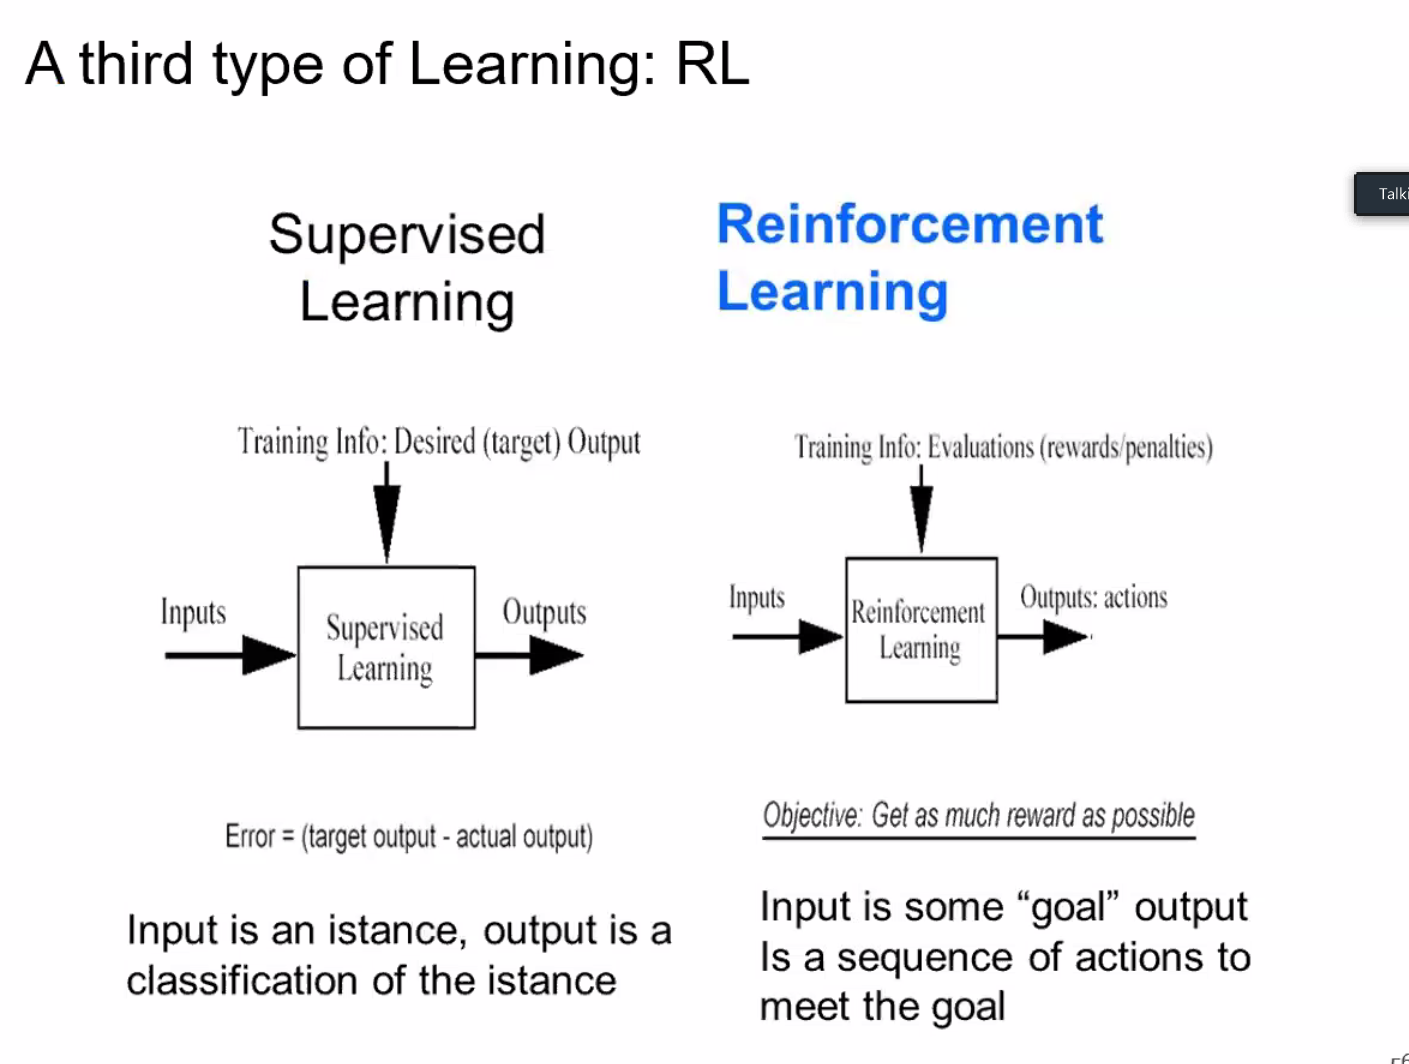 A third type of Learning: RL
Supervised
Learning
Training Info: Desired (target) Output
Inputs
Supervised
Learning
Outputs
Error = (target output - actual output)
Input is an istance, output is a
classification of the istance
Reinforcement
Learning
Training Info: Evaluations (rewards/penalties)
Inputs
Reinforcement
Learning
Outputs: actions
Objective: Get as much reward as possible
Input is some “goal” output
Is a sequence of actions to
meet the goal
Talki